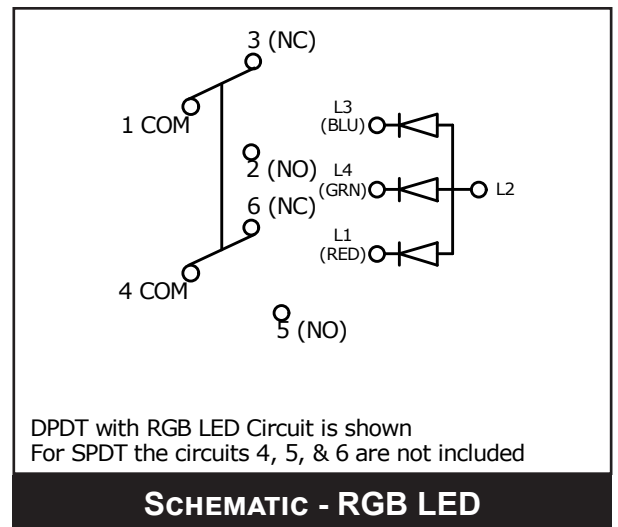 3 (NC)
1 COM
2 (NO)
6 (NC)
4 COM
5 (NO)
L3
(BLU)
L4
(GRN)
L1
(RED)
L2
DPDT with RGB LED Circuit is shown
For SPDT the circuits 4, 5, & 6 are not included
SCHEMATIC - RGB LED